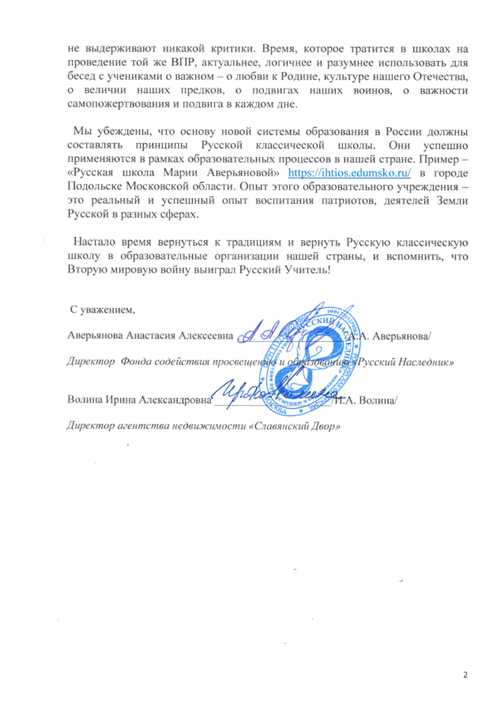 не выдерживают никакой критики. Время, которое тратится в школах на
проведение той же ВПР, актуальнее, логичнее и разумнее использовать для
бесед с учениками о важном – о любви к Родине, культуре нашего Отечества,
о величии наших предков, о подвигах наших воинов, о важности
самопожертвования и подвига в каждом дне.
Мы убеждены, что основу новой системы образования в России должны
составлять принципы Русской классической школы. Они успешно
применяются в рамках образовательных процессов в нашей стране. Пример –
«Русская школа Марии Аверьяновой» https://ihtios.edumsko.ru/ в городе
Подольске Московской области. Опыт этого образовательного учреждения –
это реальный и успешный опыт воспитания патриотов, деятелей Земли
Русской в разных сферах.
Настало время вернуться к традициям и вернуть Русскую классическую
школу в образовательные организации нашей страны, и вспомнить, что
Вторую мировую войну выиграл Русский Учитель!
С уважением,
Аверьянова Анастасия Алексеевна /А.А. Аверьянова/
Директор Фонда содействия просвещению и образованию «Русский Наследник»
Волина Ирина Александровна /И.А. Волина/
Директор агентства недвижимости «Славянский Двор»
2